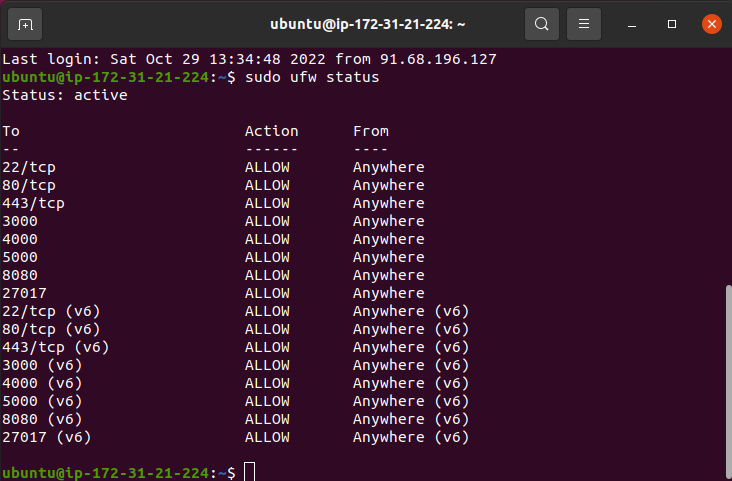 ubuntu@ip-172-31-21-224: ~
Last login: Sat Oct 29 13:34:48 2022 from 91.68.196.127
ubuntu@ip-172-31-21-224:~$ sudo ufw status
Status: active
To                         Action      From
--                         ------      ----
22/tcp                     ALLOW       Anywhere
80/tcp                     ALLOW       Anywhere
443/tcp                    ALLOW       Anywhere
3000                       ALLOW       Anywhere
4000                       ALLOW       Anywhere
5000                       ALLOW       Anywhere
8080                       ALLOW       Anywhere
27017                      ALLOW       Anywhere
22/tcp (v6)                ALLOW       Anywhere (v6)
80/tcp (v6)                ALLOW       Anywhere (v6)
443/tcp (v6)               ALLOW       Anywhere (v6)
3000 (v6)                  ALLOW       Anywhere (v6)
4000 (v6)                  ALLOW       Anywhere (v6)
5000 (v6)                  ALLOW       Anywhere (v6)
8080 (v6)                  ALLOW       Anywhere (v6)
27017 (v6)                 ALLOW       Anywhere (v6)
ubuntu@ip-172-31-21-224:~$